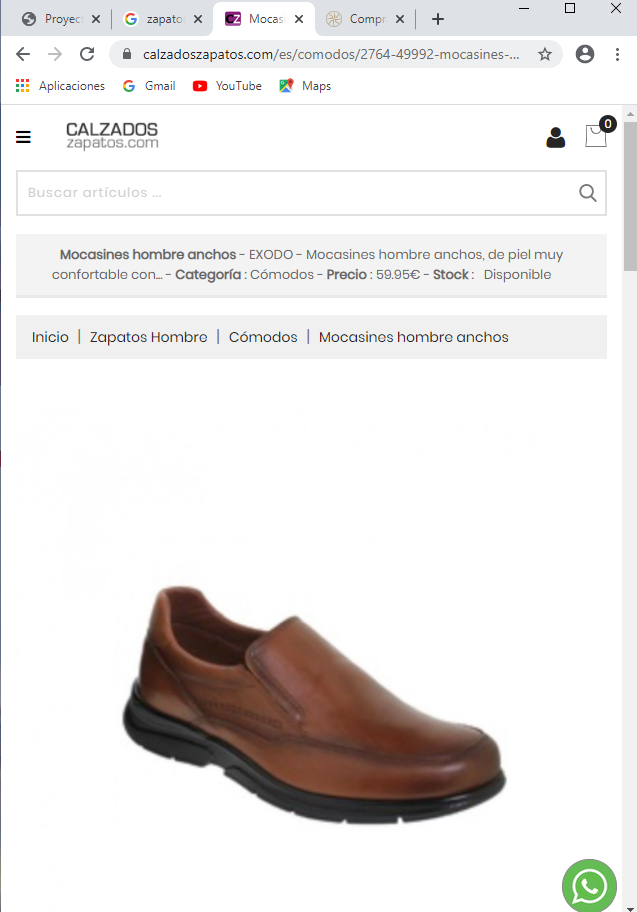 Proyect
zapato
Mocas
Compr
calzadoszapatos.com/es/comodos/2764-49992-mocasines-...
Aplicaciones
Gmail
YouTube
Maps
CALZADOS
zapatos.com
0
Buscar artículos ...
Mocasines hombre anchos - EXODO - Mocasines hombre anchos, de piel muy
confortable con... - Categoría : Cómodos - Precio : 59.95€ - Stock : Disponible
Inicio | Zapatos Hombre | Cómodos | Mocasines hombre anchos